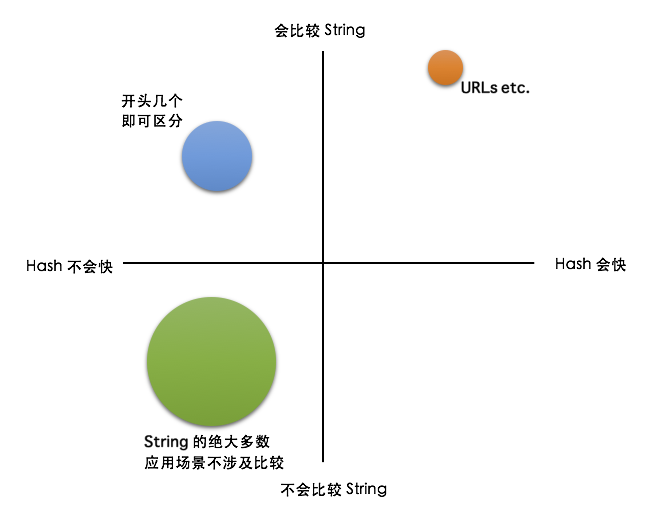 会比较 String
开头几个
即可区分
URLs etc.
Hash 不会快
Hash 会快
String 的绝大多数
应用场景不涉及比较
不会比较 String